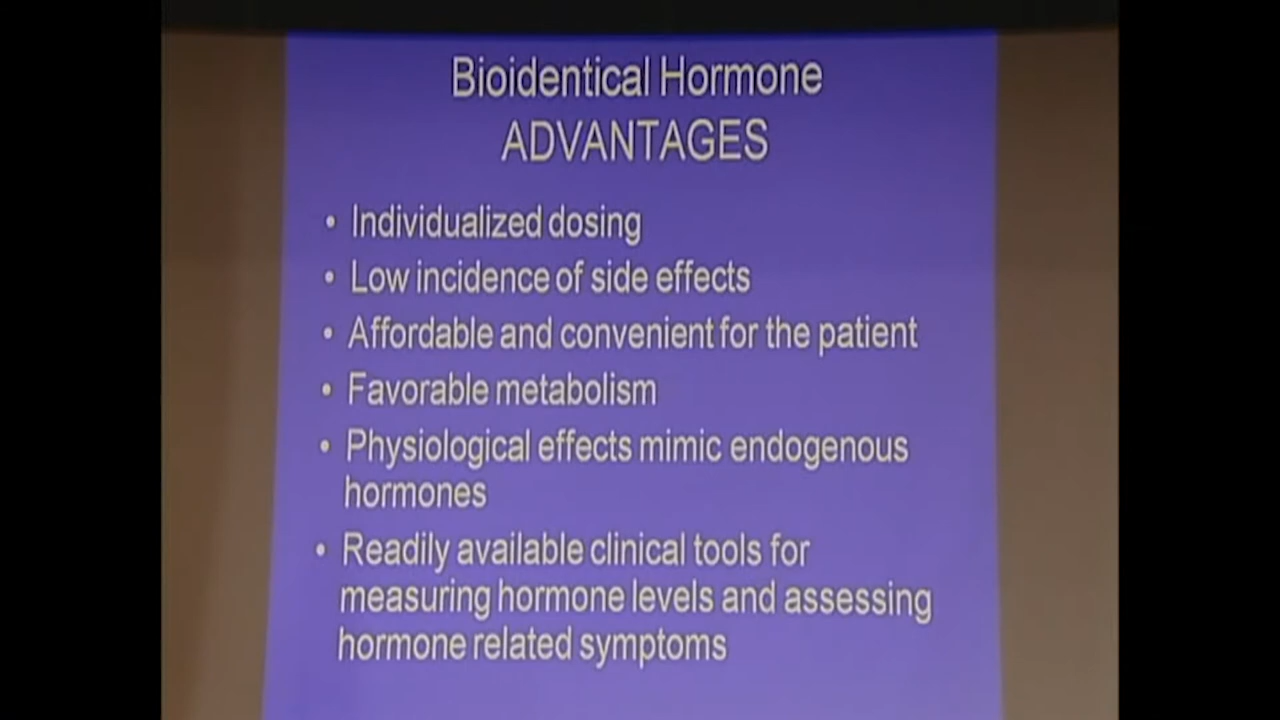 Bioidentical Hormone
ADVANTAGES
• Individualized dosing
• Low incidence of side effects
• Affordable and convenient for the patient
• Favorable metabolism
• Physiological effects mimic endogenous
hormones
• Readily available clinical tools for
measuring hormone levels and assessing
hormone related symptoms